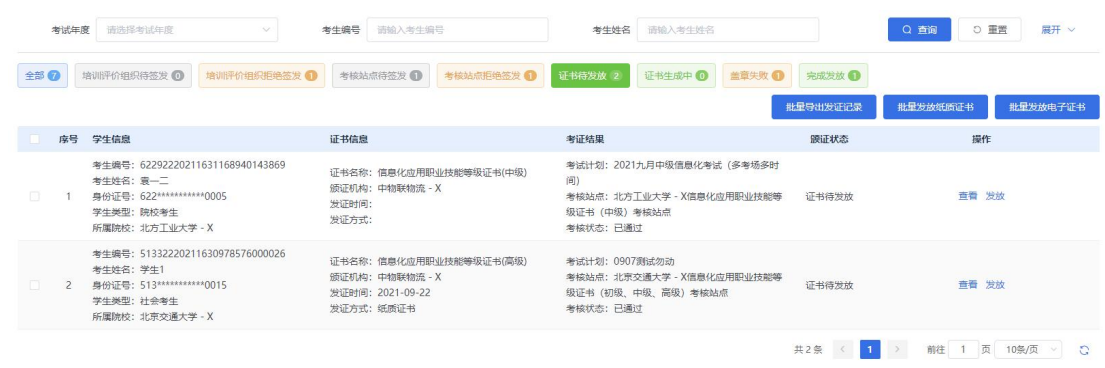 考试年度 请选择考试年度 考生编号 请输入考生编号 考生姓名 请输入考生姓名 查询 重置 展开
全部 7 培训评价组织待签发 0 培训评价组织拒绝签发 1 考核站点待签发 1 考核站点拒绝签发 1 证书待发放 2 证书生成中 0 盖章失败 1 完成发放 1
批量导出发证记录 批量发放纸质证书 批量发放电子证书
序号 学生信息 证书信息 考证结果 颁证状态 操作
1
考生编号：62292220211631168940143869
考生姓名：袁一二
身份证号：622***********0005
学生类型：院校考生
所属院校：北方工业大学 - X
证书名称：信息化应用职业技能等级证书(中级)
颁证机构：中物联物流 - X
发证时间：
发证方式：
考试计划：2021九月中级信息化考试（多考场多时
间）
考核站点：北方工业大学 - X信息化应用职业技能等
级证书（中级）考核站点
考核状态：已通过
证书待发放
查看 发放
2
考生编号：51332220211630978576000026
考生姓名：学生1
身份证号：513***********0015
学生类型：社会考生
所属院校：北京交通大学 - X
证书名称：信息化应用职业技能等级证书(高级)
颁证机构：中物联物流 - X
发证时间：2021-09-22
发证方式：纸质证书
考试计划：0907测试勿动
考核站点：北京交通大学 - X信息化应用职业技能等
级证书（初级、中级、高级）考核站点
考核状态：已通过
证书待发放
查看 发放
共 2 条 1 前往 1 页 10条/页